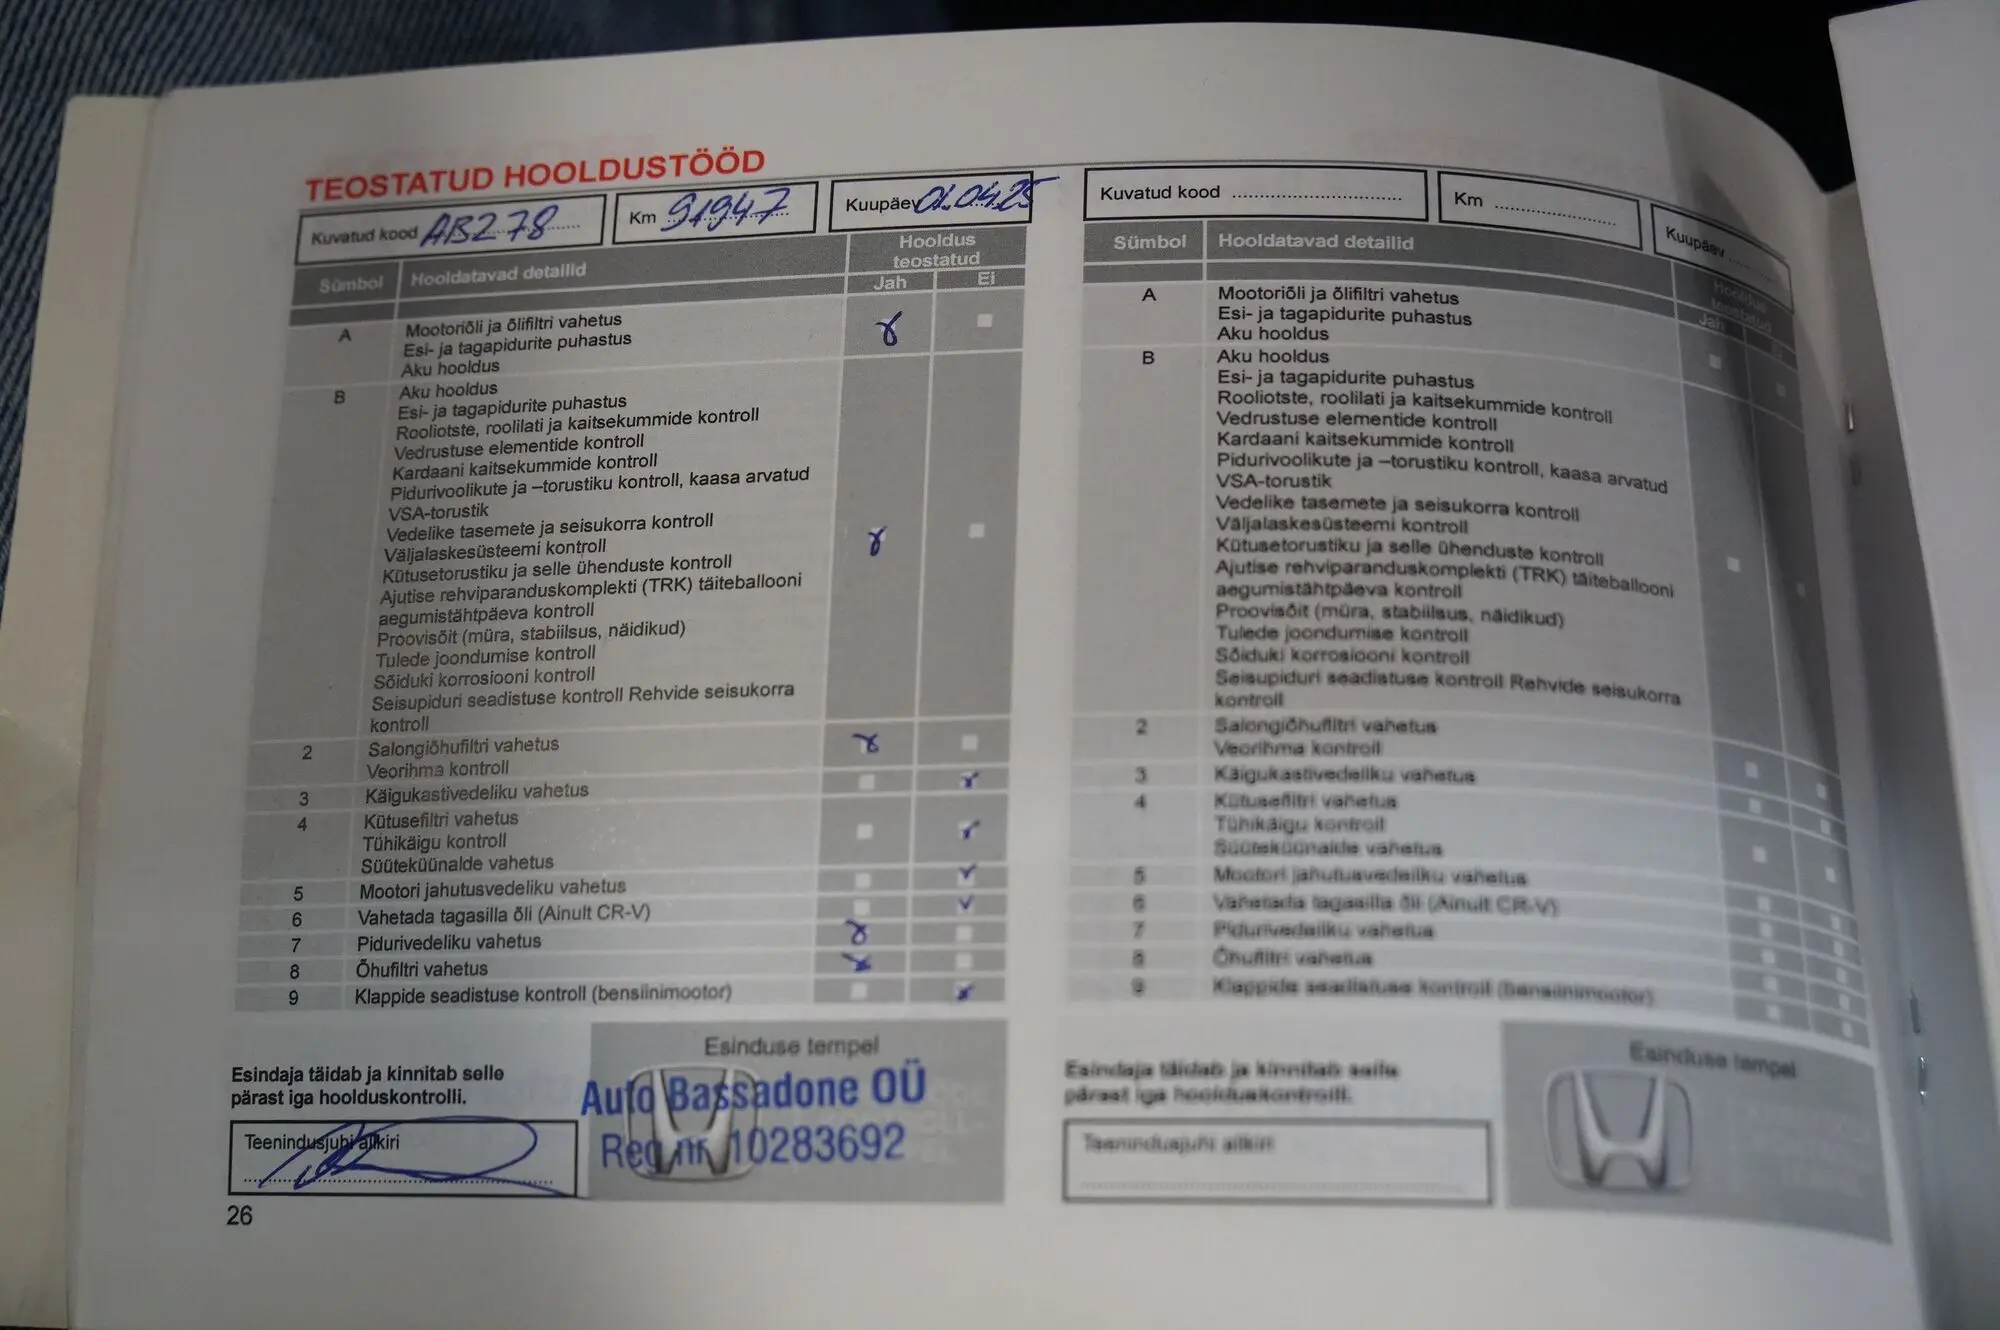 TEOSTATUD HOOLDUSTÖÖD
Kuvatud kood AB278
Km 91947
Kuupäev 01.04.25
Sümbol
Hooldatavad detailid
Hooldus
teostatud
Jah
Ei
A
Mootoriõli ja õlifiltri vahetus
Esi- ja tagapidurite puhastus
Aku hooldus
B
Aku hooldus
Esi- ja tagapidurite puhastus
Rooliotste, roolilati ja kaitsekummide kontroll
Vedrustuse elementide kontroll
Kardaani kaitsekummide kontroll
Pidurivoolikute ja –torustiku kontroll, kaasa arvatud
VSA-torustik
Vedelike tasemete ja seisukorra kontroll
Väljalaskesüsteemi kontroll
Kütusetorustiku ja selle ühenduste kontroll
Ajutise rehviparanduskomplekti (TRK) täiteballooni
aegumistähtpäeva kontroll
Proovisõit (müra, stabiilsus, näidikud)
Tulede joondumise kontroll
Sõiduki korrosiooni kontroll
Seisupiduri seadistuse kontroll Rehvide seisukorra
kontroll
2
Salongiõhufiltri vahetus
Veorihma kontroll
3
Käigukastivedeliku vahetus
4
Kütusefiltri vahetus
Tühikäigu kontroll
Süüteküünalde vahetus
5
Mootori jahutusvedeliku vahetus
6
Vahetada tagasilla õli (Ainult CR-V)
7
Pidurivedeliku vahetus
8
Õhufiltri vahetus
9
Klappide seadistuse kontroll (bensiinimootor)
Esindaja täidab ja kinnitab selle
pärast iga hoolduskontrolli.
Teenindusjuhi allkiri
Esinduse tempel
Auto Bassadone OÜ
Reg nr. 10283692
26
Kuvatud kood
Km
Kuupäev
Sümbol
Hooldatavad detailid
Hooldus
teostatud
Jah
A
Mootoriõli ja õlifiltri vahetus
Esi- ja tagapidurite puhastus
Aku hooldus
B
Aku hooldus
Esi- ja tagapidurite puhastus
Rooliotste, roolilati ja kaitsekummide kontroll
Vedrustuse elementide kontroll
Kardaani kaitsekummide kontroll
Pidurivoolikute ja –torustiku kontroll, kaasa arvatud
VSA-torustik
Vedelike tasemete ja seisukorra kontroll
Väljalaskesüsteemi kontroll
Kütusetorustiku ja selle ühenduste kontroll
Ajutise rehviparanduskomplekti (TRK) täiteballooni
aegumistähtpäeva kontroll
Proovisõit (müra, stabiilsus, näidikud)
Tulede joondumise kontroll
Sõiduki korrosiooni kontroll
Seisupiduri seadistuse kontroll Rehvide seisukorra
kontroll
2
Salongiõhufiltri vahetus
Veorihma kontroll
3
Käigukastivedeliku vahetus
4
Kütusefiltri vahetus
Tühikäigu kontroll
Süüteküünalde vahetus
5
Mootori jahutusvedeliku vahetus
6
Vahetada tagasilla õli (Ainult CR-V)
7
Pidurivedeliku vahetus
8
Õhufiltri vahetus
9
Klappide seadistuse kontroll (bensiinimootor)
Esindaja täidab ja kinnitab selle
pärast iga hoolduskontrolli.
Teenindusjuhi allkiri
Esinduse tempel